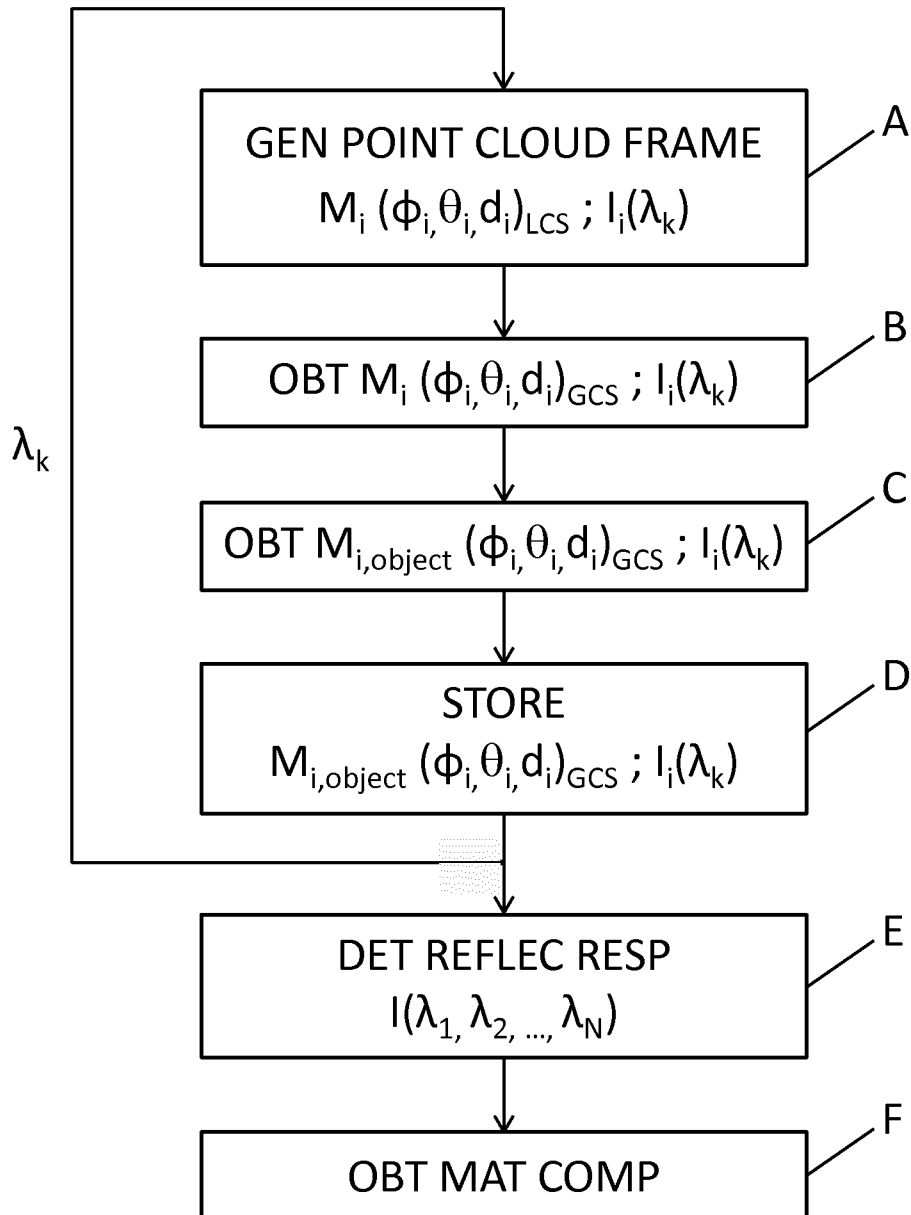 GEN POINT CLOUD FRAME
Mᵢ (ϕᵢ,θᵢ,dᵢ)LCS ; Iᵢ(λₖ)
A
OBT Mᵢ (ϕᵢ,θᵢ,dᵢ)GCS ; Iᵢ(λₖ)
B
λₖ
OBT Mᵢ,object (ϕᵢ,θᵢ,dᵢ)GCS ; Iᵢ(λₖ)
C
STORE
Mᵢ,object (ϕᵢ,θᵢ,dᵢ)GCS ; Iᵢ(λₖ)
D
DET REFLEC RESP
I(λ₁, λ₂, ..., λN)
E
OBT MAT COMP
F